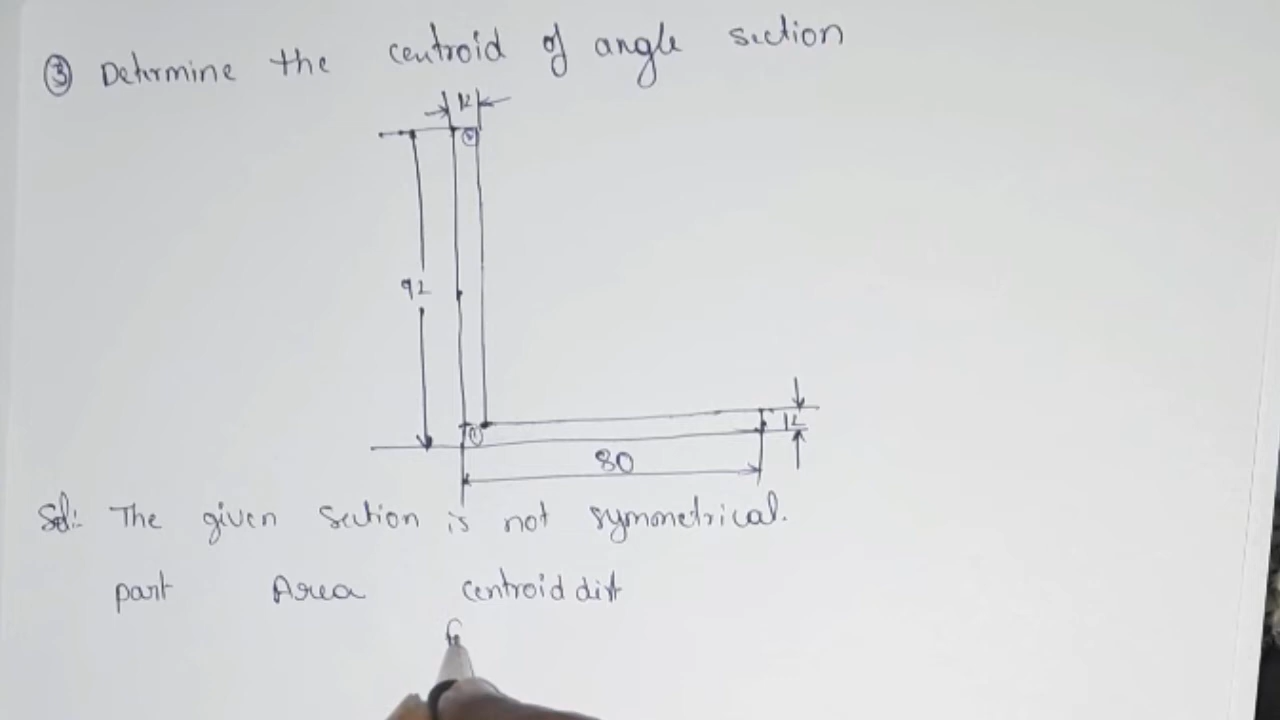 ③ Determine the centroid of angle section
12
92
12
80
Sol:- The given section is not symmetrical.
part Area centroid dist